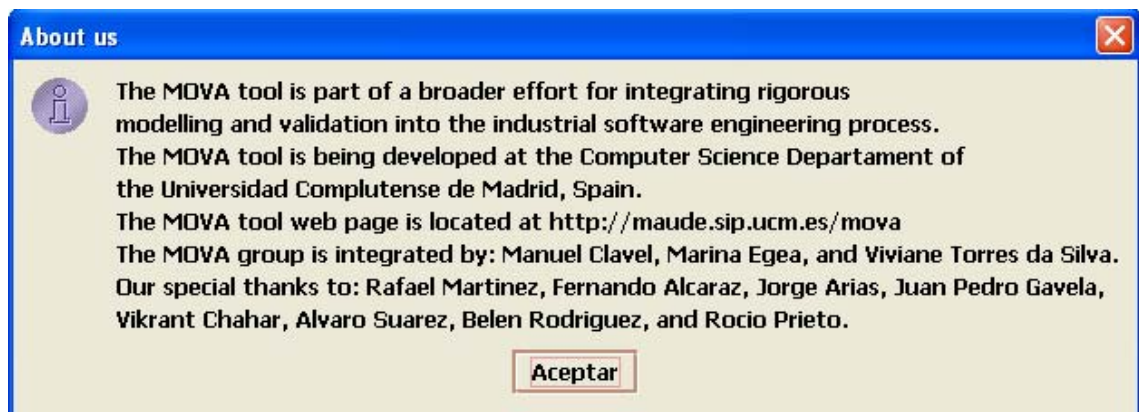 About us
The MOVA tool is part of a broader effort for integrating rigorous
modelling and validation into the industrial software engineering process.
The MOVA tool is being developed at the Computer Science Departament of
the Universidad Complutense de Madrid, Spain.
The MOVA tool web page is located at http://maude.sip.ucm.es/mova
The MOVA group is integrated by: Manuel Clavel, Marina Egea, and Viviane Torres da Silva.
Our special thanks to: Rafael Martinez, Fernando Alcaraz, Jorge Arias, Juan Pedro Gavela,
Vikrant Chahar, Alvaro Suarez, Belen Rodriguez, and Rocio Prieto.
Aceptar